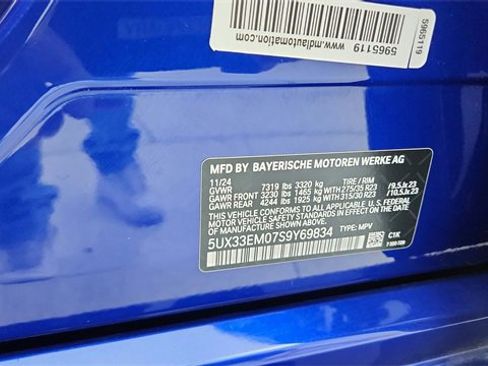 www.mdlautomation.com
5965119
MFD BY BAYERISCHE MOTOREN WERKE AG
11/24 TIRE / RIM
GVWR 7319 lbs 3320 kg
GAWR FRONT 3230 lbs 1465 kg WITH 275/35 R23 / 9.5Jx23
GAWR REAR 4244 lbs 1925 kg WITH 315/30 R23 / 10.5Jx23
THIS VEHICLE CONFORMS TO ALL APPLICABLE U.S. FEDERAL
MOTOR VEHICLE SAFETY STANDARDS IN EFFECT ON THE DATE OF
MANUFACTURE SHOWN ABOVE.
5UX33EM07S9Y69834 TYPE: MPV C1K